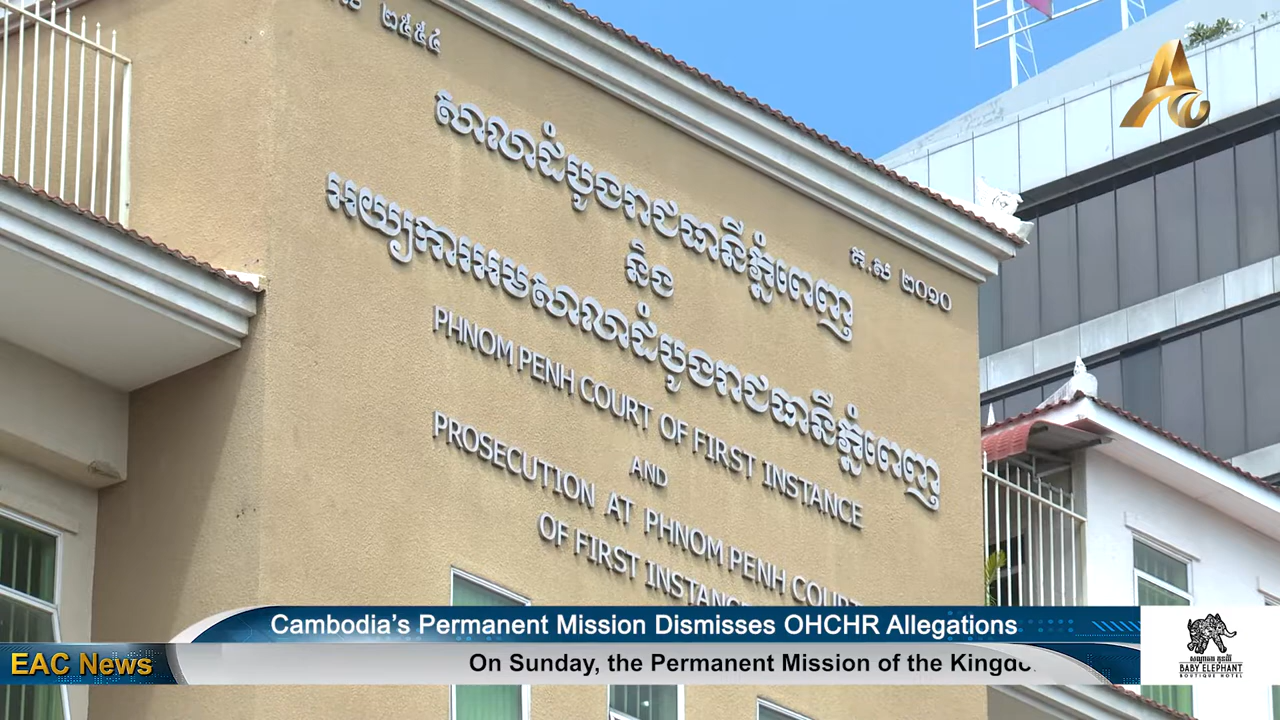 ២៥៥៤
សាលាដំបូងរាជធានីភ្នំពេញ
និង
អយ្យការអមសាលាដំបូងរាជធានីភ្នំពេញ
គ.ស ២០១០
PHNOM PENH COURT OF FIRST INSTANCE
AND
PROSECUTION AT PHNOM PENH COURT
OF FIRST INSTANCE
Cambodia's Permanent Mission Dismisses OHCHR Allegations
EAC News
On Sunday, the Permanent Mission of the Kingdo
BABY ELEPHANT
BOUTIQUE HOTEL